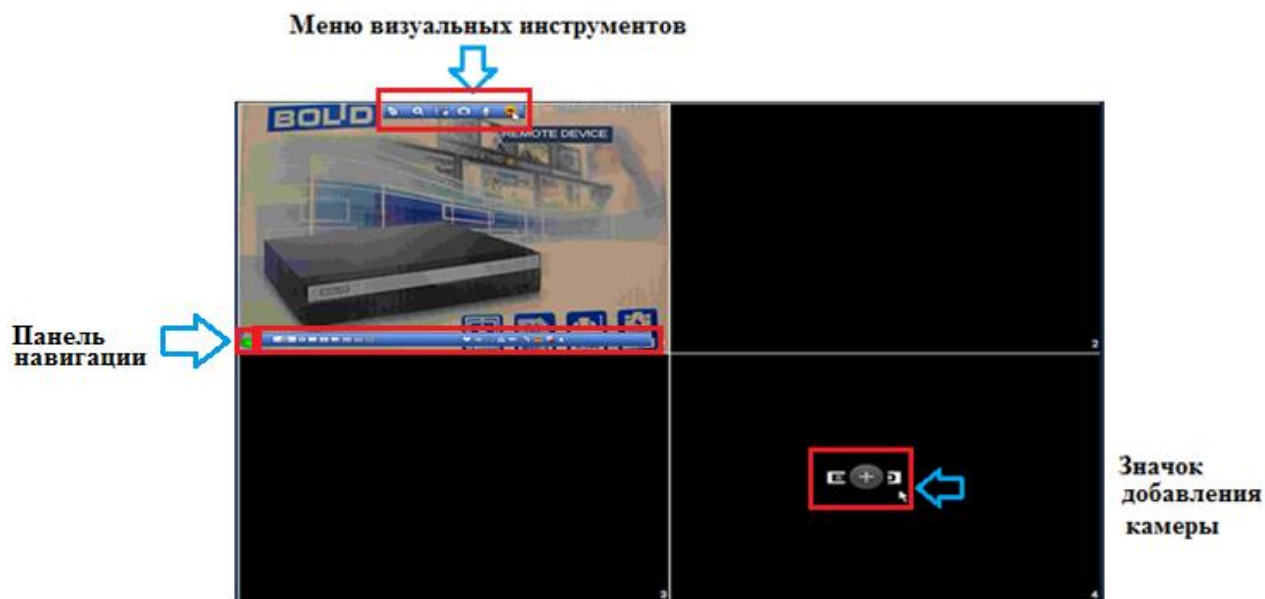 Меню визуальных инструментов
BOLID
REMOTE DEVICE
Панель
навигации
2
Значок
добавления
камеры
3
4